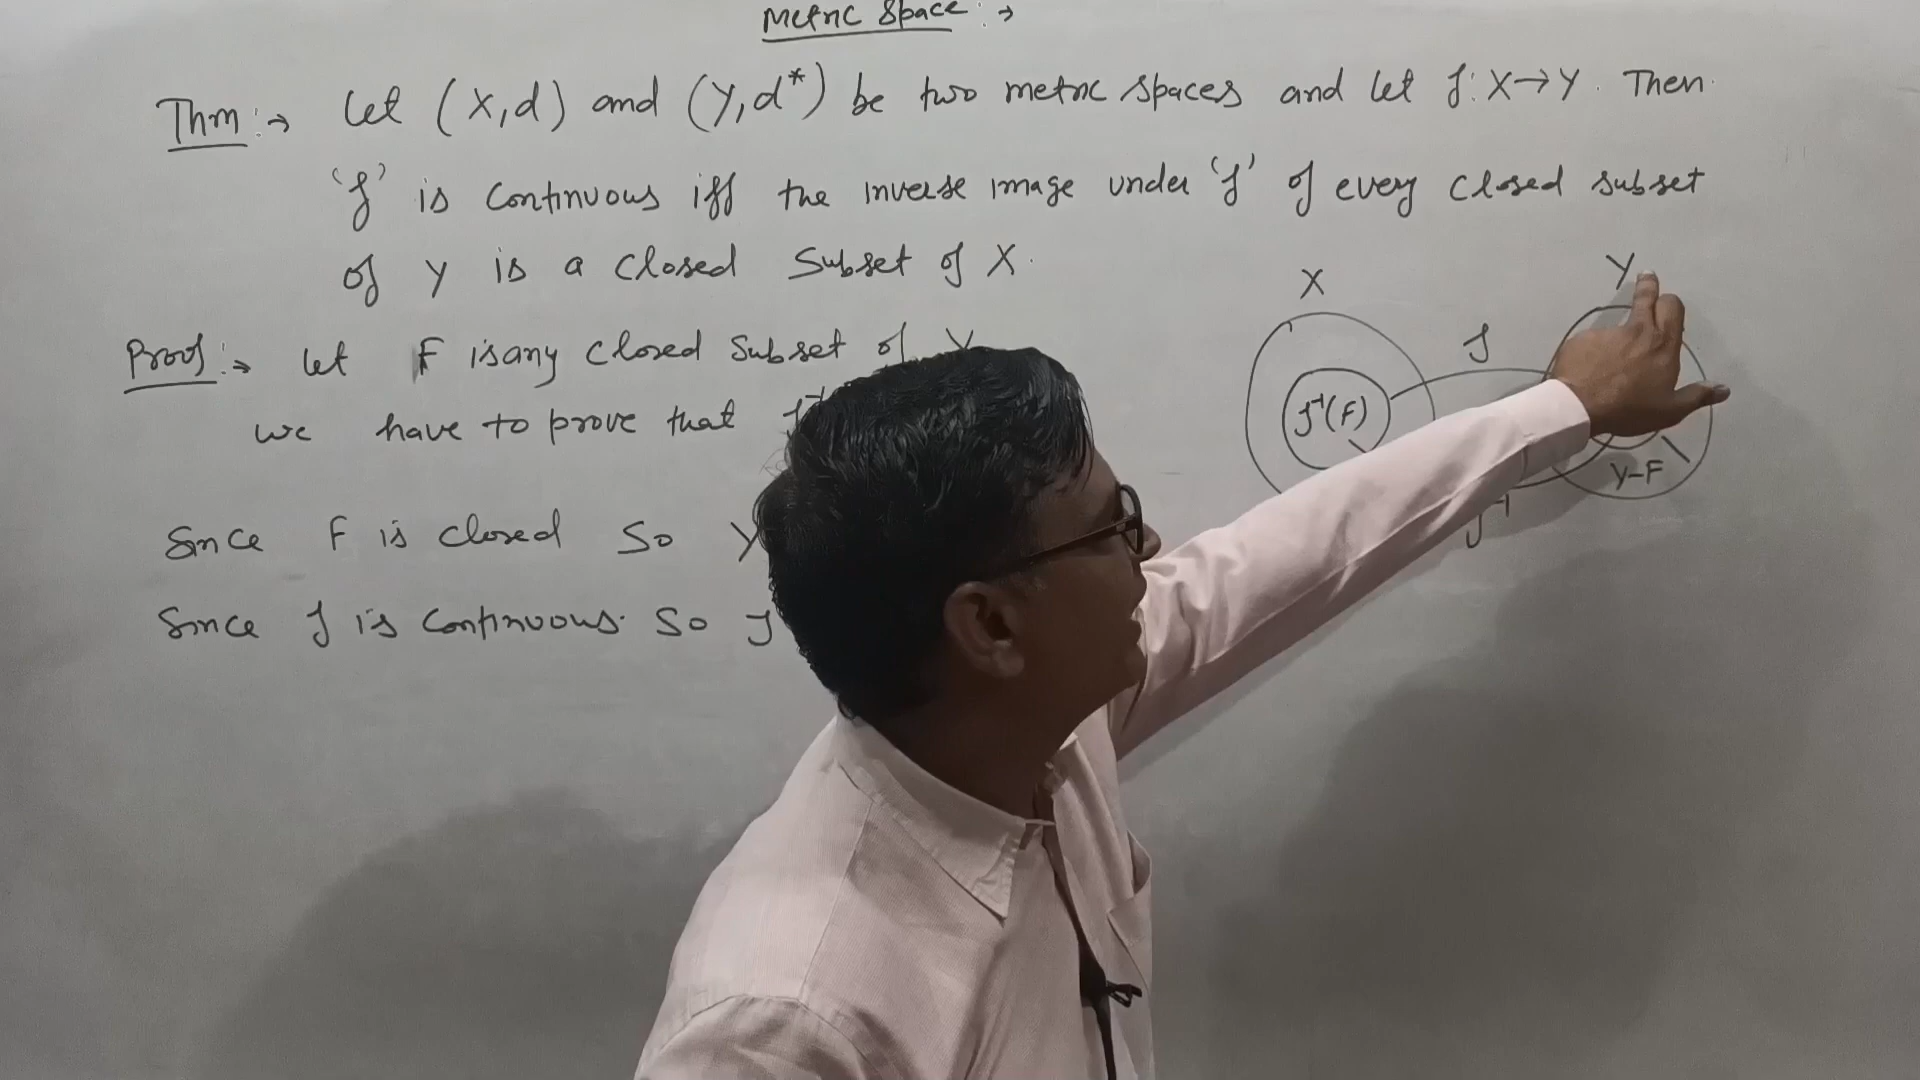 Metric Space :→
Thm :→ Let (X,d) and (Y,d*) be two metric spaces and let f: X→Y. Then
'f' is continuous iff the inverse image under 'f' of every closed subset
of Y is a closed subset of X.
Proof :→ Let F is any closed subset of Y
we have to prove that f⁻¹
Since F is closed so Y
Since f is continuous. So f
X
Y
f
f⁻¹(F)
Y-F
f⁻¹